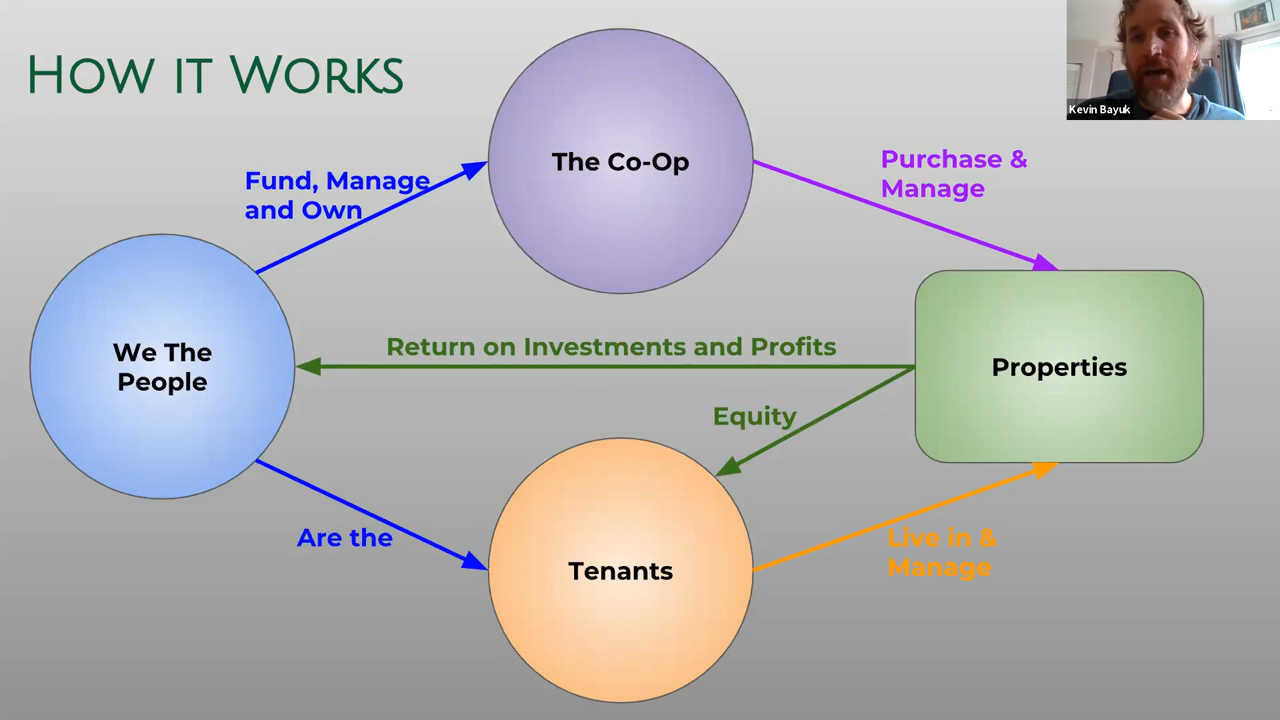 How it Works
Kevin Bayuk
The Co-Op
Purchase &
Manage
Fund, Manage
and Own
We The
People
Return on Investments and Profits
Properties
Equity
Are the
Tenants
Live in &
Manage